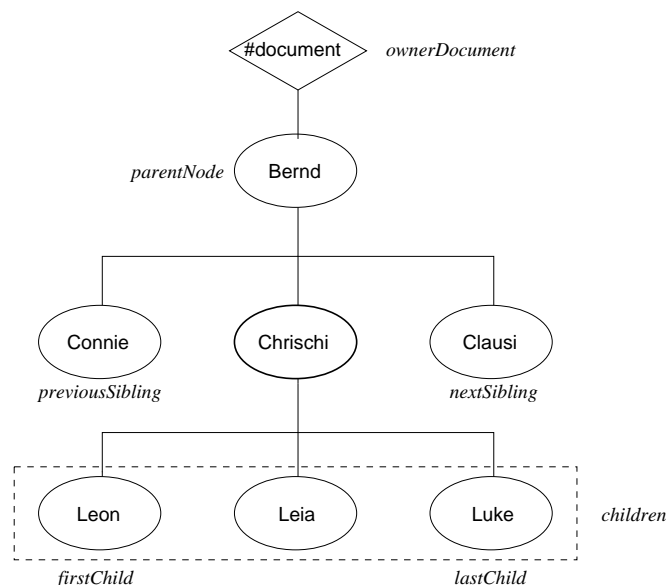 #document
ownerDocument
parentNode
Bernd
Connie
Chrischi
Clausi
previousSibling
nextSibling
Leon
Leia
Luke
children
firstChild
lastChild